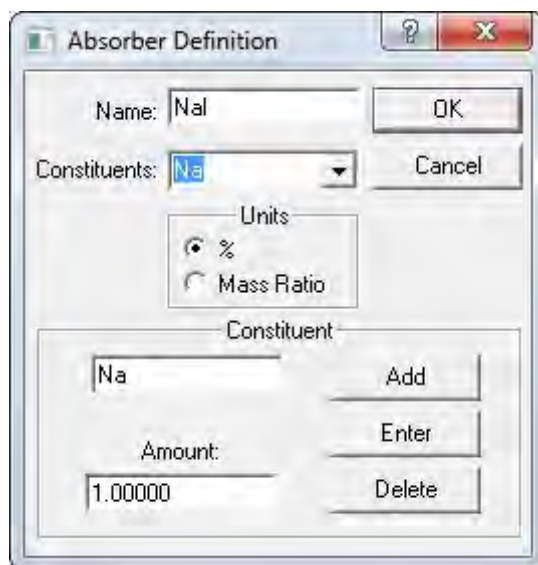 Absorber Definition
Name: NaI OK
Constituents: Na Cancel
Units
%
Mass Ratio
Constituent
Na Add
Enter
Amount:
1.00000 Delete